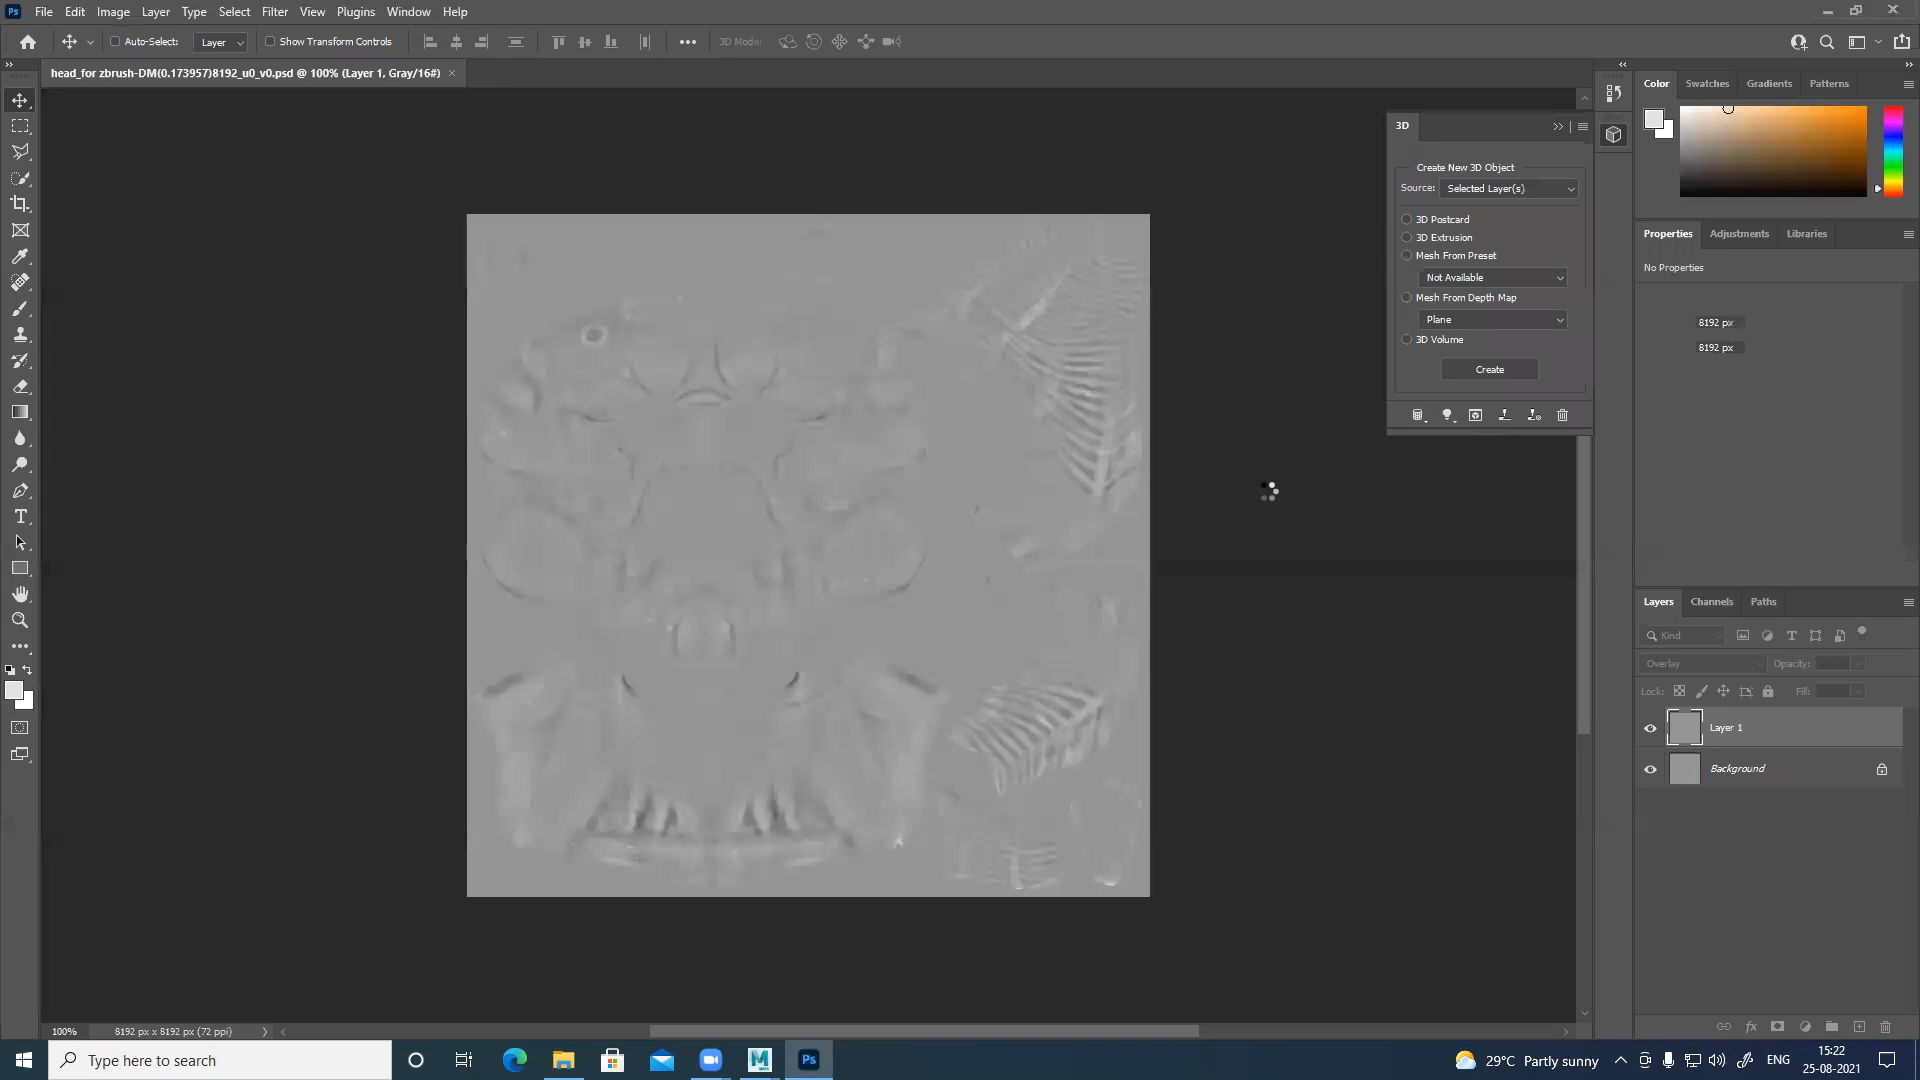 Ps File Edit Image Layer Type Select Filter View Plugins Window Help
Auto-Select: Layer Show Transform Controls 3D Mode:
head_for zbrush-DM(0.173957)8192_u0_v0.psd @ 100% (Layer 1, Gray/16#) ×
Color Swatches Gradients Patterns
3D
Create New 3D Object
Source: Selected Layer(s)
3D Postcard
3D Extrusion
Mesh From Preset
Not Available
Mesh From Depth Map
Plane
3D Volume
Create
Properties Adjustments Libraries
No Properties
8192 px
8192 px
Layers Channels Paths
Kind
Overlay Opacity:
Lock: Fill:
Layer 1
Background
100% 8192 px x 8192 px (72 ppi)
Type here to search
Ps
29°C Partly sunny
ENG
15:22
25-08-2021